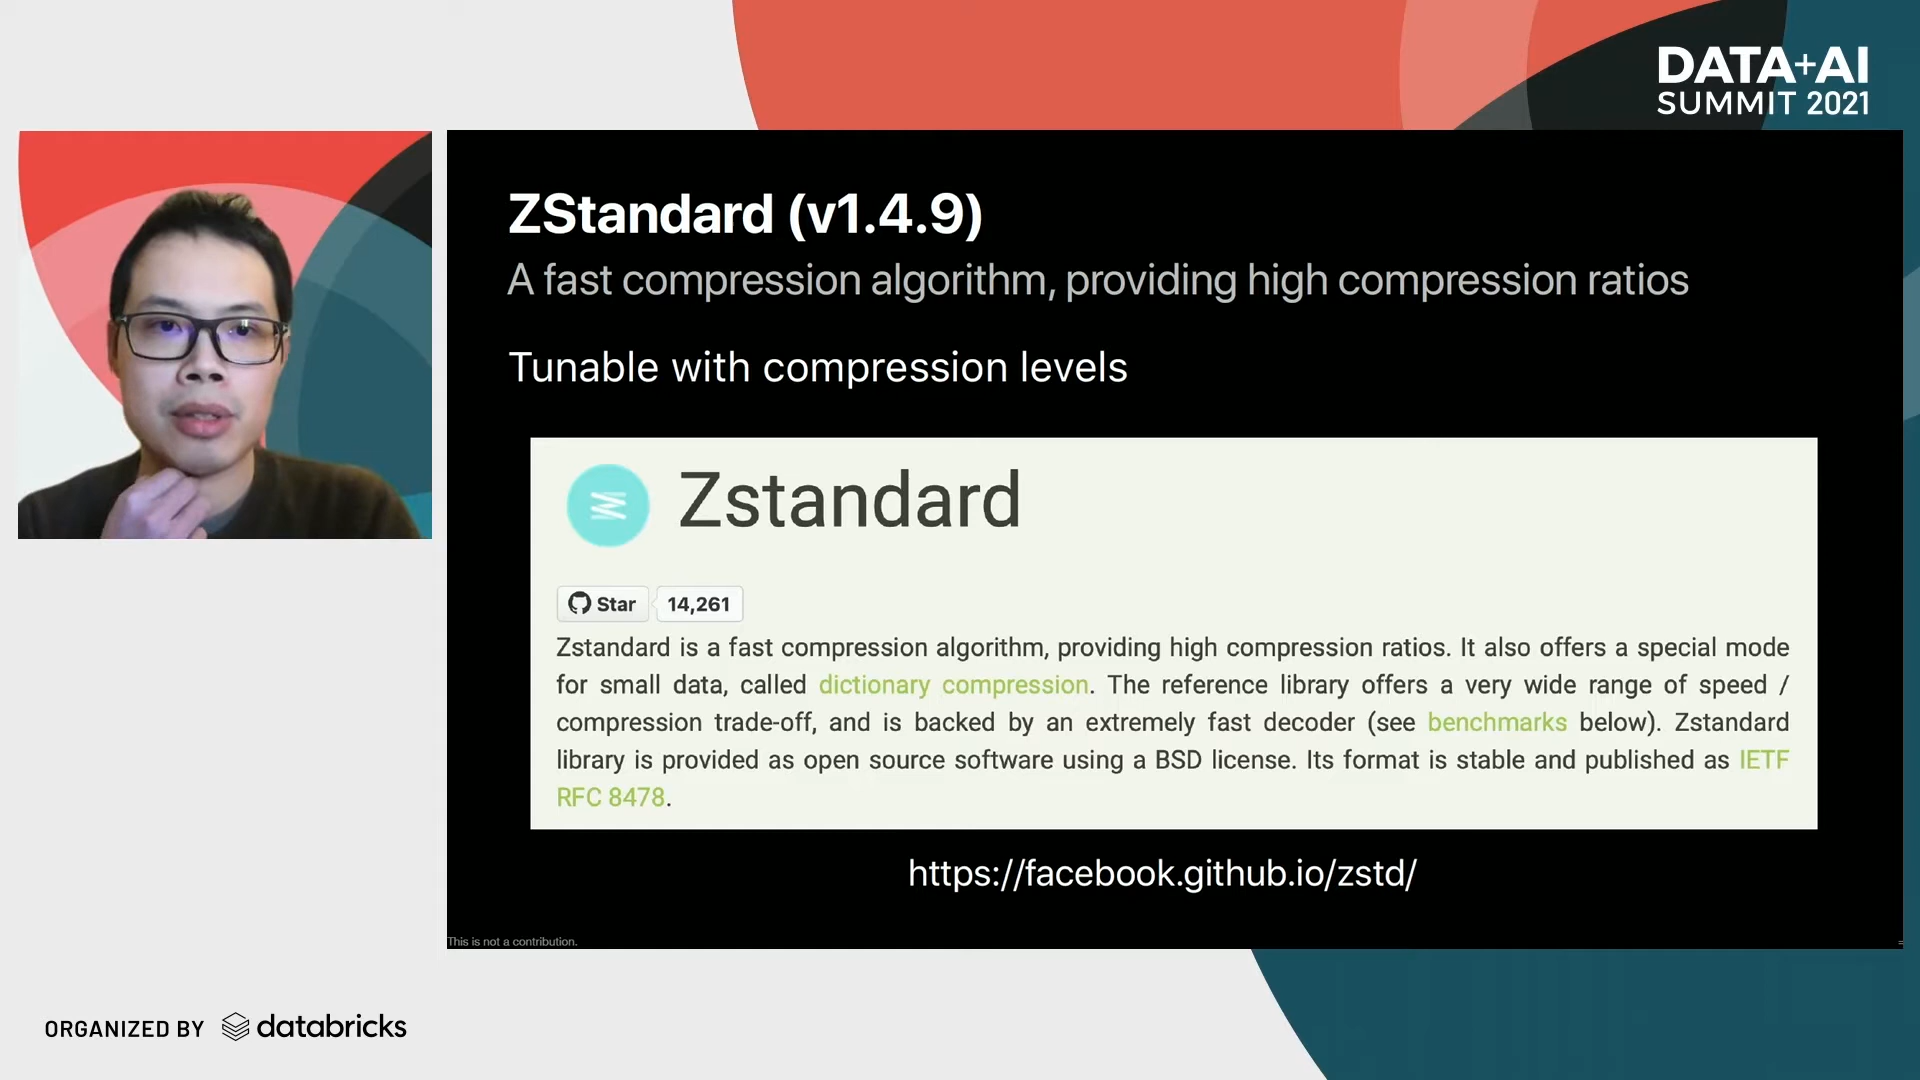 DATA+AI
SUMMIT 2021
ZStandard (v1.4.9)
A fast compression algorithm, providing high compression ratios
Tunable with compression levels
Zstandard
Star 14,261
Zstandard is a fast compression algorithm, providing high compression ratios. It also offers a special mode
for small data, called dictionary compression. The reference library offers a very wide range of speed /
compression trade-off, and is backed by an extremely fast decoder (see benchmarks below). Zstandard
library is provided as open source software using a BSD license. Its format is stable and published as IETF
RFC 8478.
https://facebook.github.io/zstd/
This is not a contribution.
ORGANIZED BY databricks